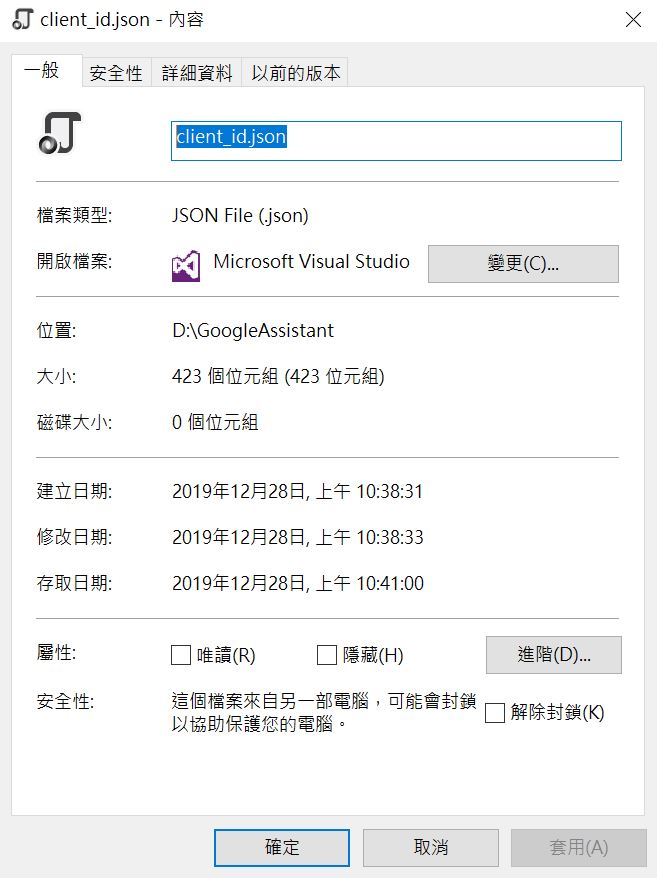 client_id.json - 內容
一般 安全性 詳細資料 以前的版本
client_id.json
檔案類型: JSON File (.json)
開啟檔案: Microsoft Visual Studio 變更(C)...
位置: D:\GoogleAssistant
大小: 423 個位元組 (423 位元組)
磁碟大小: 0 個位元組
建立日期: 2019年12月28日, 上午 10:38:31
修改日期: 2019年12月28日, 上午 10:38:33
存取日期: 2019年12月28日, 上午 10:41:00
屬性: 唯讀(R) 隱藏(H) 進階(D)...
安全性: 這個檔案來自另一部電腦，可能會封鎖
以協助保護您的電腦。 解除封鎖(K)
確定 取消 套用(A)